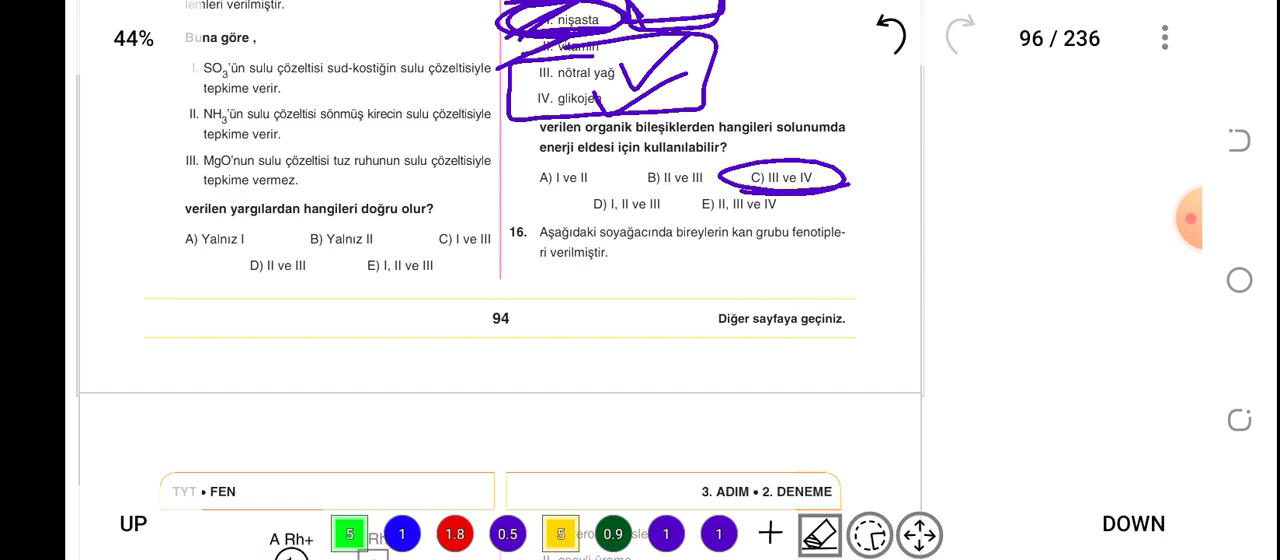 lemleri verilmiştir.
44%
Buna göre ,
I. SO3'ün sulu çözeltisi sud-kostiğin sulu çözeltisiyle
tepkime verir.
II. NH3'ün sulu çözeltisi sönmüş kirecin sulu çözeltisiyle
tepkime verir.
III. MgO'nun sulu çözeltisi tuz ruhunun sulu çözeltisiyle
tepkime vermez.
verilen yargılardan hangileri doğru olur?
A) Yalnız I B) Yalnız II C) I ve III
D) II ve III E) I, II ve III
nişasta
II. vitamin
III. nötral yağ
IV. glikojen
verilen organik bileşiklerden hangileri solunumda
enerji eldesi için kullanılabilir?
A) I ve II B) II ve III C) III ve IV
D) I, II ve III E) II, III ve IV
16. Aşağıdaki soyağacında bireylerin kan grubu fenotiple-
ri verilmiştir.
96 / 236
94
Diğer sayfaya geçiniz.
TYT • FEN
3. ADIM • 2. DENEME
A Rh+
Rh
UP
5 1 1.8 0.5 5 0.9 1 1
DOWN